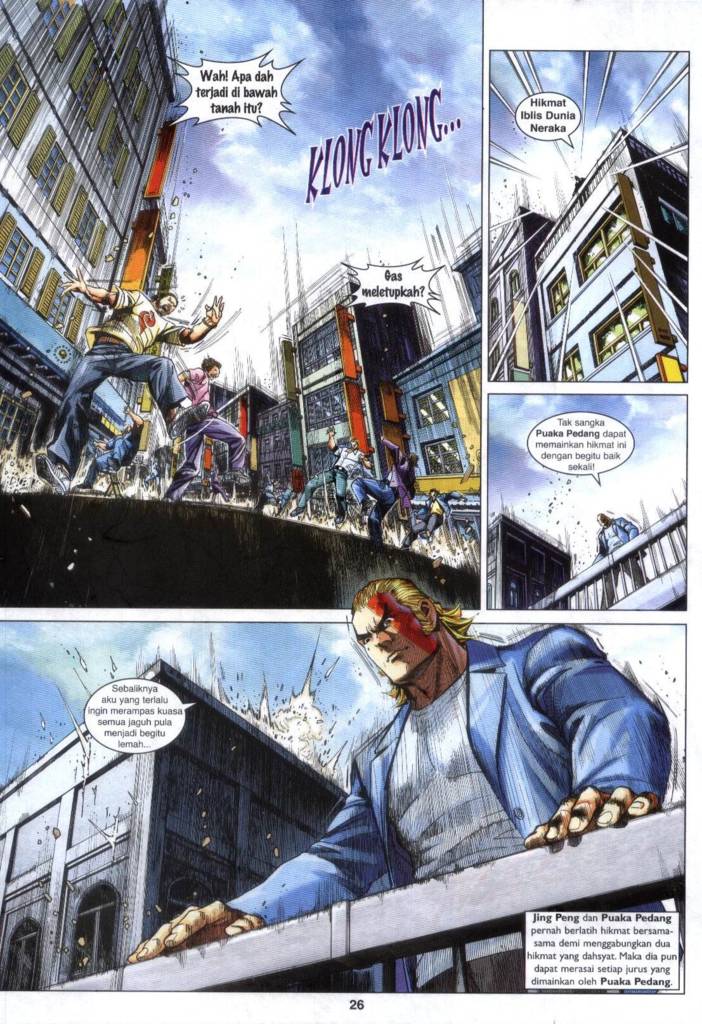 Wah! Apa dah
terjadi di bawah
tanah itu?
KLONG KLONG...
Gas
meletupkah?
Hikmat
Iblis Dunia
Neraka
Tak sangka
Puaka Pedang dapat
memainkan hikmat ini
dengan begitu baik
sekali!
Sebaliknya
aku yang terlalu
ingin merampas kuasa
semua jaguh pula
menjadi begitu
lemah...
Jing Peng dan Puaka Pedang
pernah berlatih hikmat bersama-
sama demi menggabungkan dua
hikmat yang dahsyat. Maka dia pun
dapat merasai setiap jurus yang
dimainkan oleh Puaka Pedang.
26